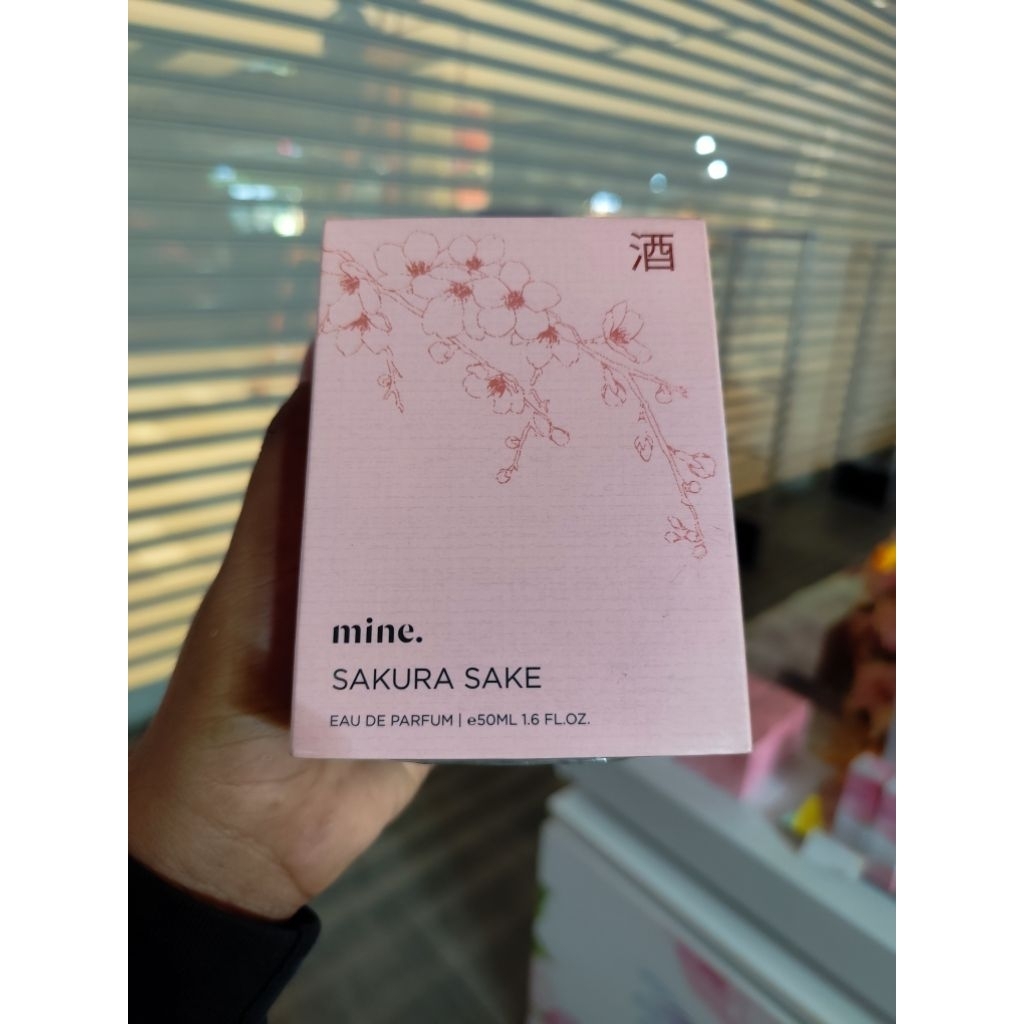 酒
mine.
SAKURA SAKE
EAU DE PARFUM | e50ML 1.6 FL.OZ.